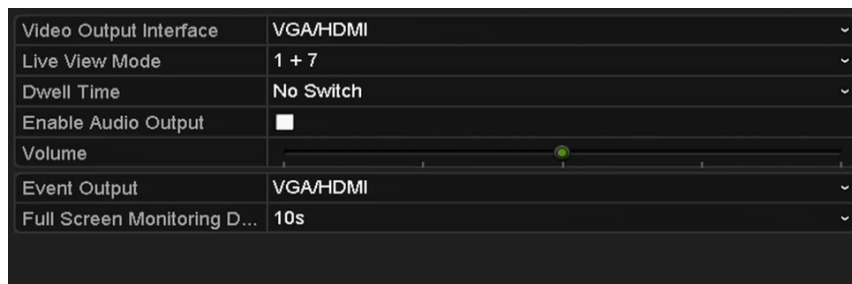 Video Output Interface VGA/HDMI
Live View Mode 1 + 7
Dwell Time No Switch
Enable Audio Output
Volume
Event Output VGA/HDMI
Full Screen Monitoring D... 10s